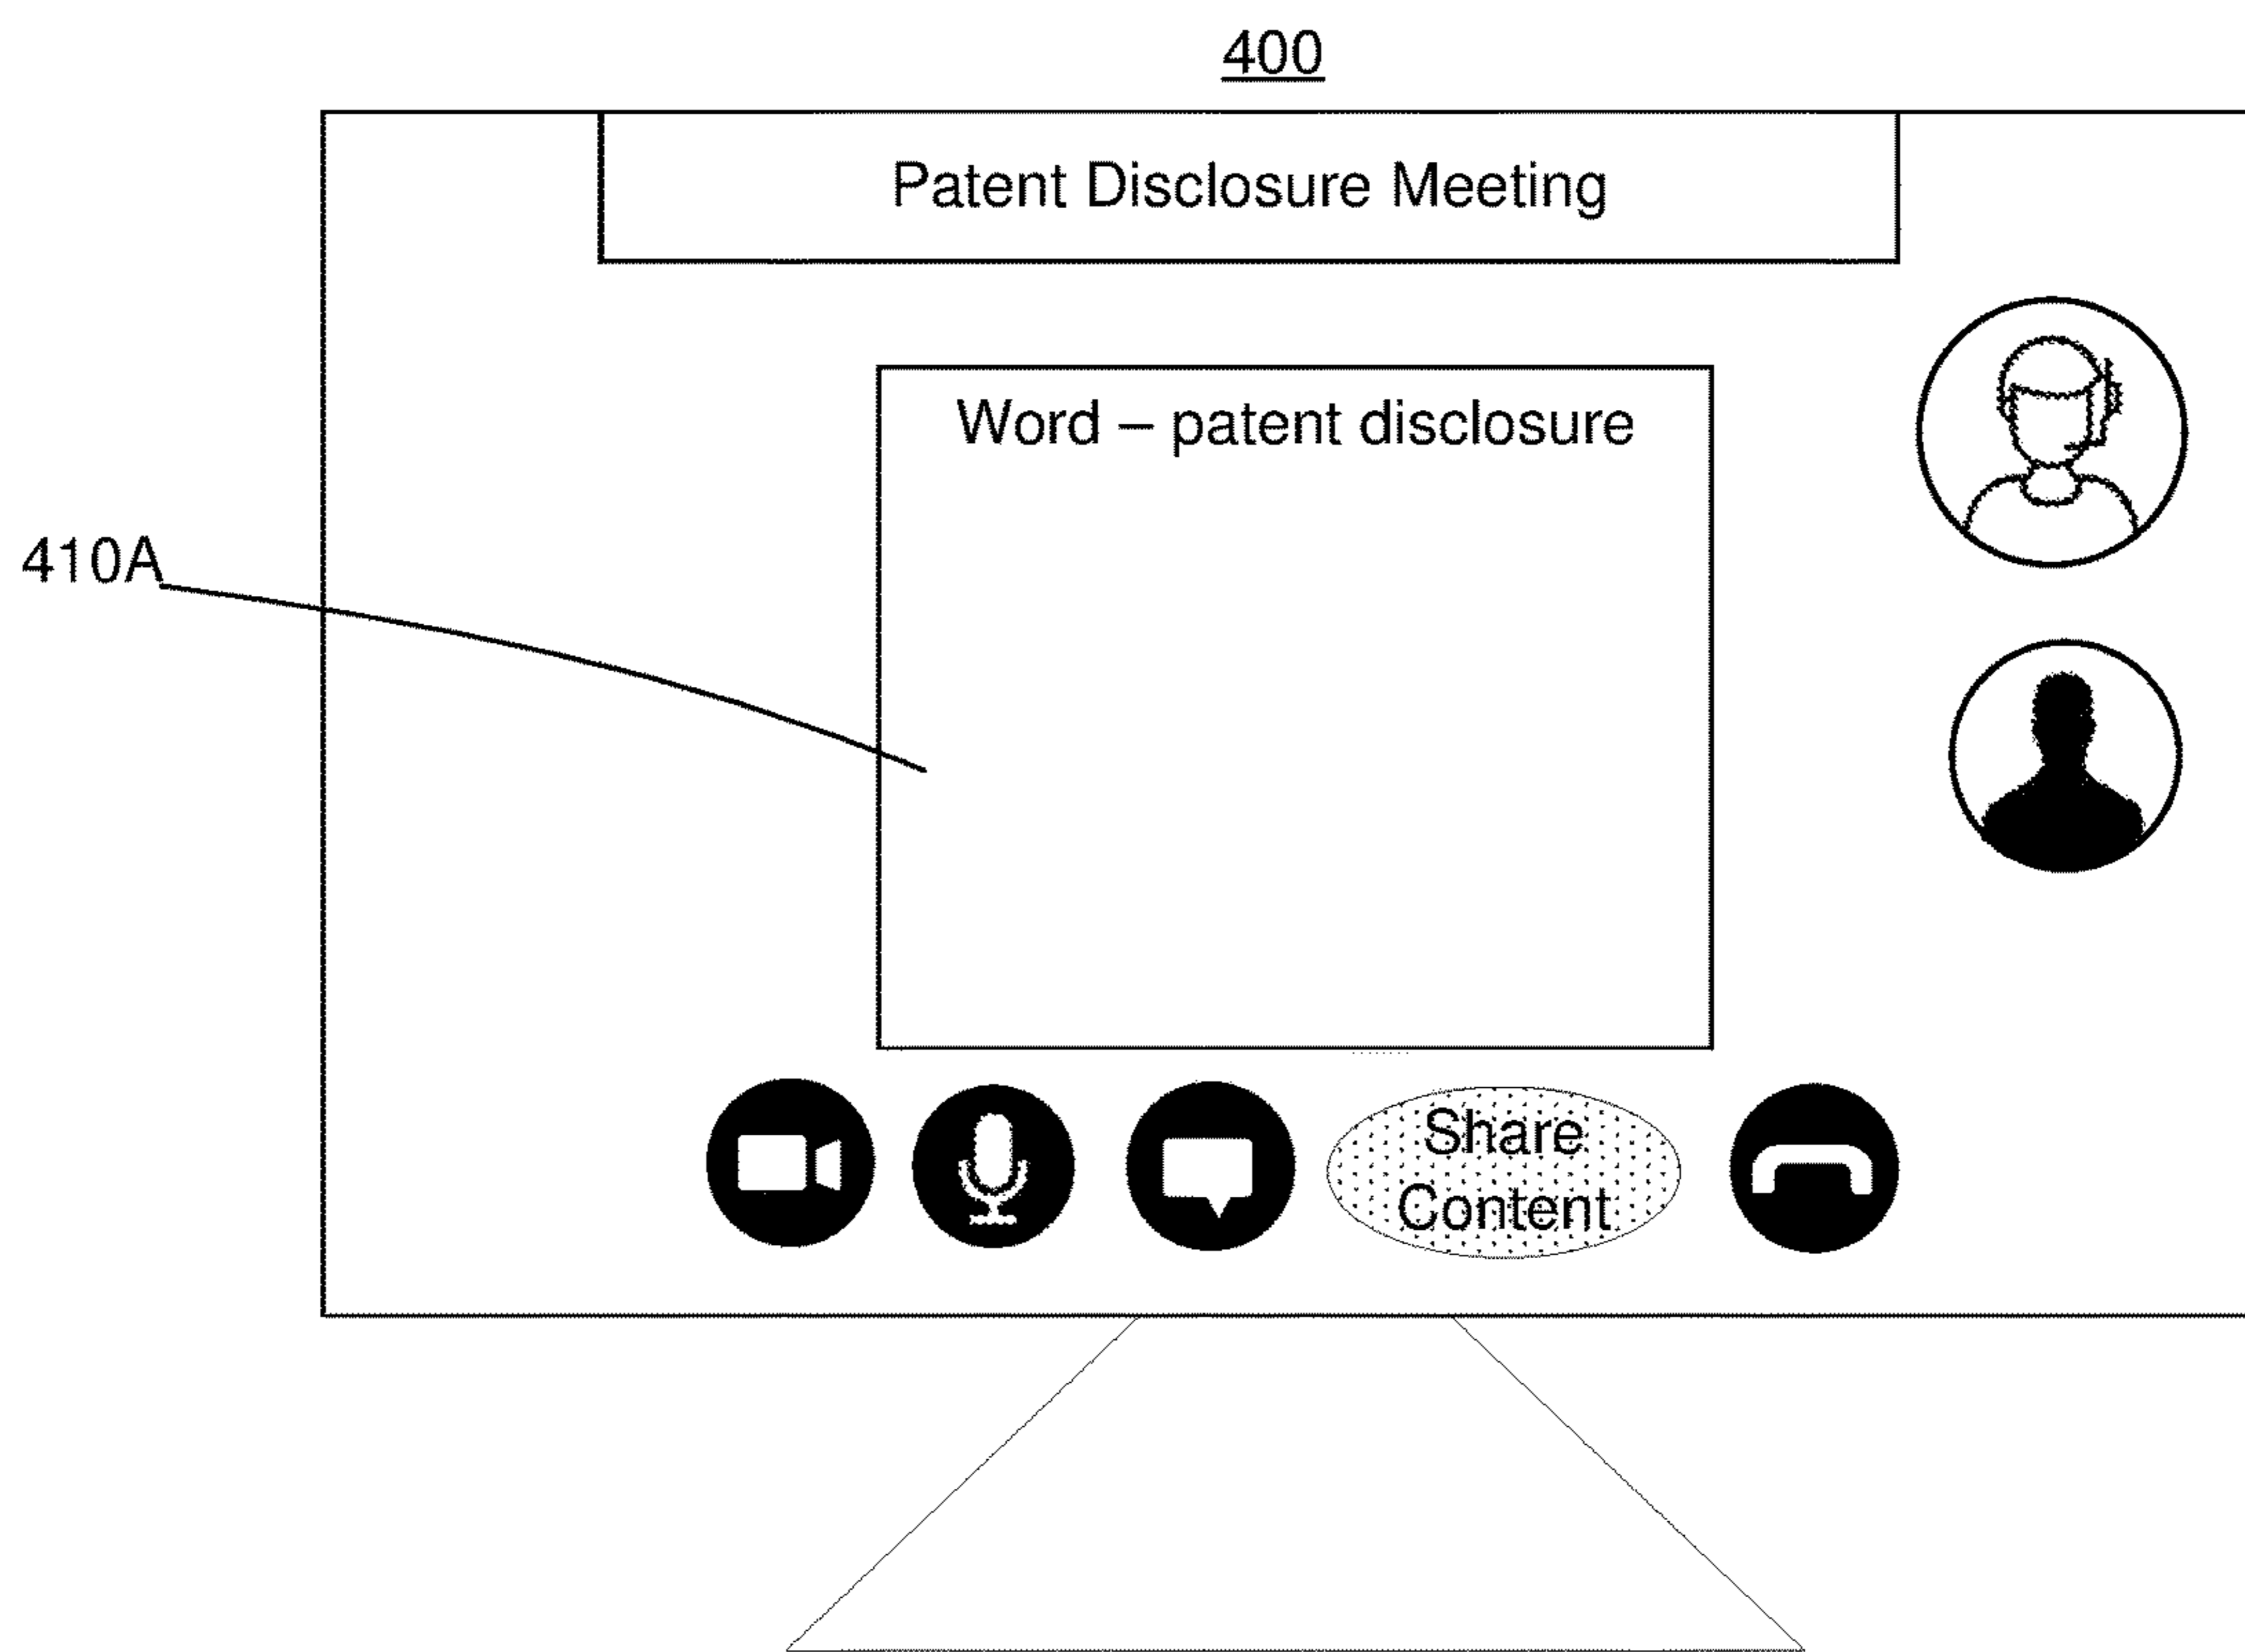 400
Patent Disclosure Meeting
Word – patent disclosure
410A
Share
Content